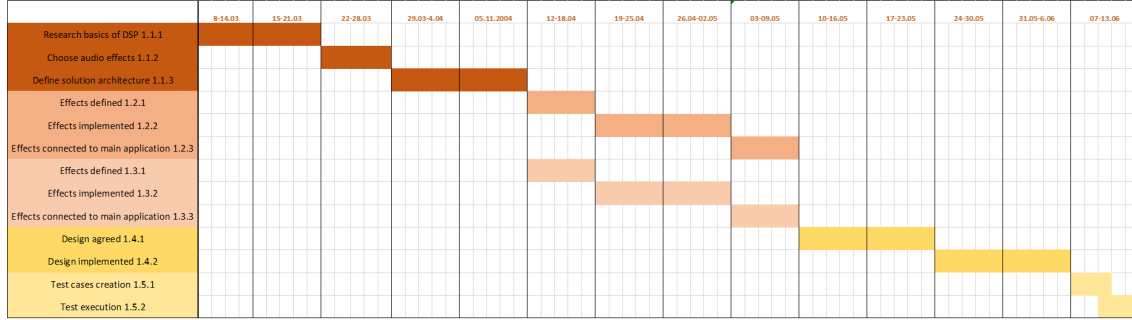 8-14.03 15-21.03 22-28.03 29.03-4.04 05.11.2004 12-18.04 19-25.04 26.04-02.05 03-09.05 10-16.05 17-23.05 24-30.05 31.05-6.06 07-13.06
Research basics of DSP 1.1.1
Choose audio effects 1.1.2
Define solution architecture 1.1.3
Effects defined 1.2.1
Effects implemented 1.2.2
Effects connected to main application 1.2.3
Effects defined 1.3.1
Effects implemented 1.3.2
Effects connected to main application 1.3.3
Design agreed 1.4.1
Design implemented 1.4.2
Test cases creation 1.5.1
Test execution 1.5.2